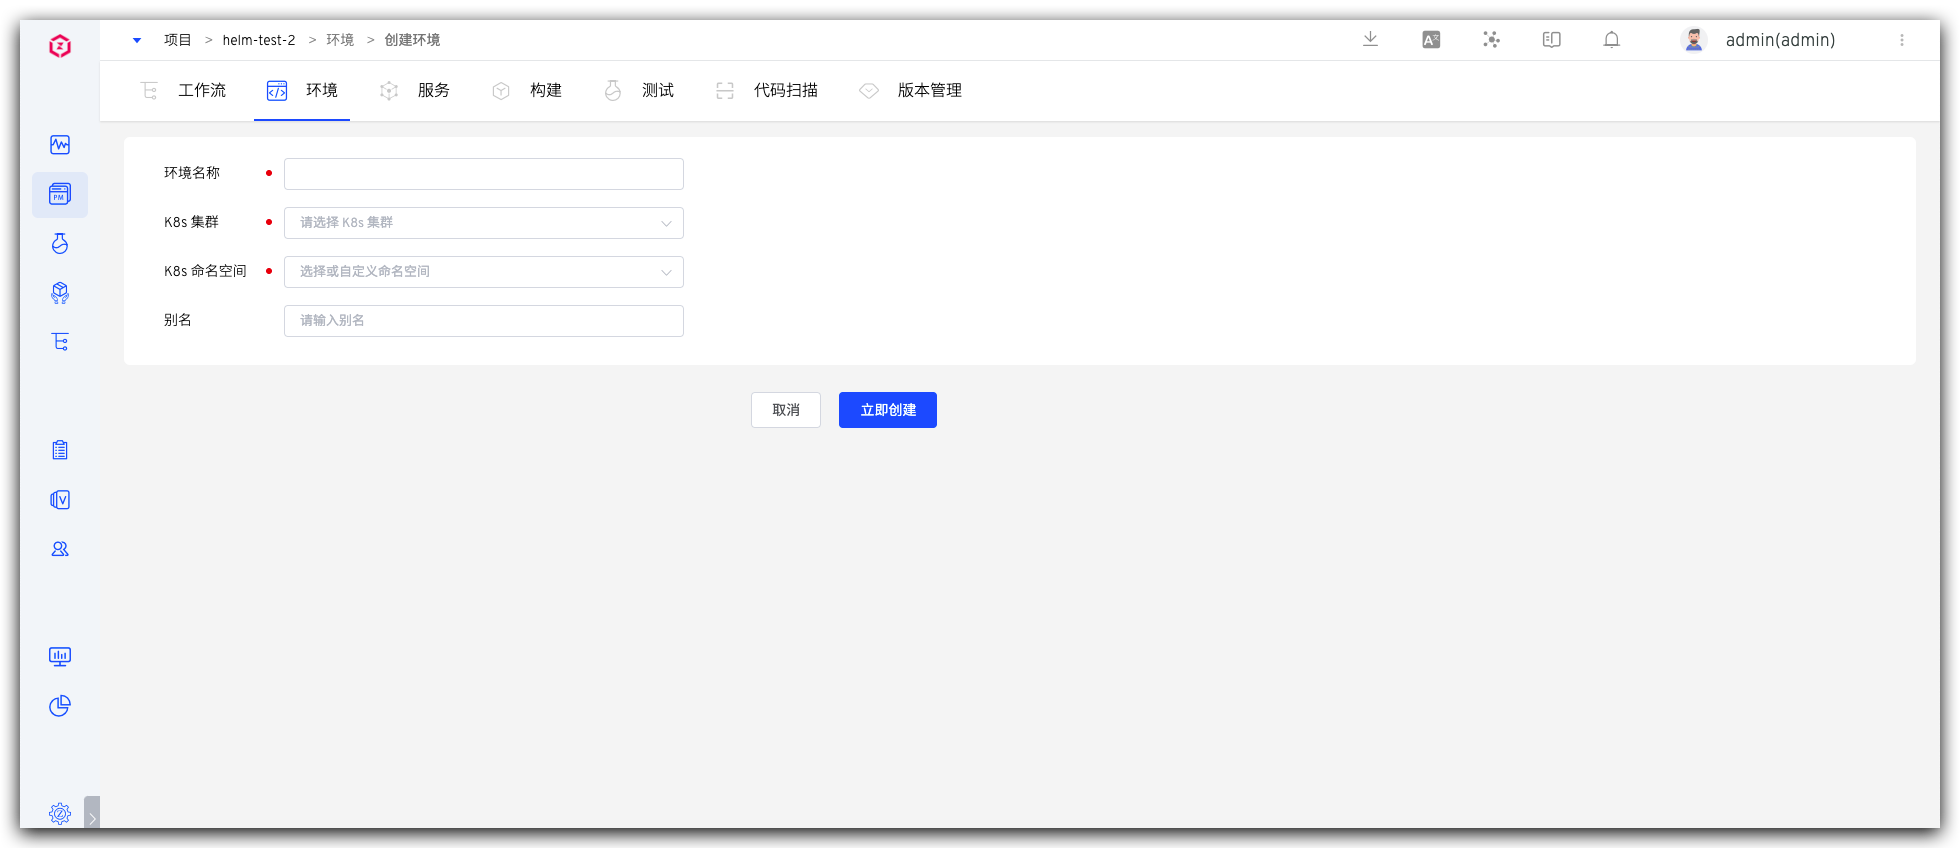 项目 > helm-test-2 > 环境 > 创建环境
admin(admin)
工作流 环境 服务 构建 测试 代码扫描 版本管理
PM
环境名称
K8s 集群 请选择 K8s 集群
K8s 命名空间 选择或自定义命名空间
别名 请输入别名
取消 立即创建